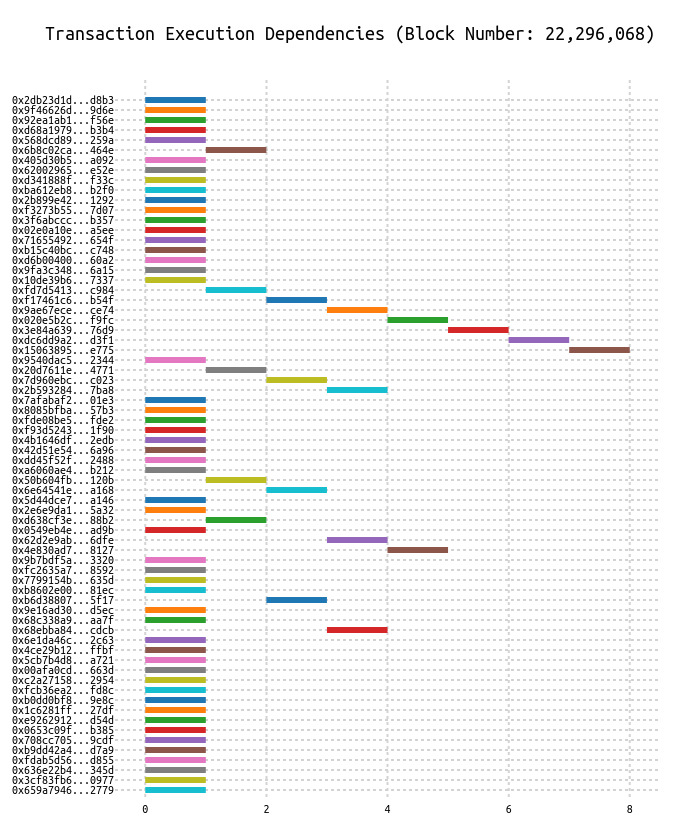 Transaction Execution Dependencies (Block Number: 22,296,068)
0x2db23d1d...d8b3
0x9f46626d...9d6e
0x92ea1ab1...f56e
0xd68a1979...b3b4
0x568dcd89...259a
0x6b8c02ca...464e
0x405d30b5...a092
0x62002965...e52e
0xd341888f...f33c
0xba612eb8...b2f0
0x2b899e42...1292
0xf3273b55...7d07
0x3f6abccc...b357
0x02e0a10e...a5ee
0x71655492...654f
0xb15c40bc...c748
0xd6b00400...60a2
0x9fa3c348...6a15
0x10de39b6...7337
0xfd7d5413...c984
0xf17461c6...b54f
0x9ae67ece...ce74
0x020e5b2c...f9fc
0x3e84a639...76d9
0xdc6dd9a2...d3f1
0x15063895...e775
0x9540dac5...2344
0x20d7611e...4771
0x7d960ebc...c023
0x2b593284...7ba8
0x7afabaf2...01e3
0x8085bfba...57b3
0xfde08be5...fde2
0xf93d5243...1f90
0x4b1646df...2edb
0x42d51e54...6a96
0xdd45f52f...2488
0xa6060ae4...b212
0x50b604fb...120b
0x6e64541e...a168
0x5d44dce7...a146
0x2e6e9da1...5a32
0xd638cf3e...88b2
0x0549eb4e...ad9b
0x62d2e9ab...6dfe
0x4e830ad7...8127
0x9b7bdf5a...3320
0xfc2635a7...8592
0x7799154b...635d
0xb8602e00...81ec
0xb6d38807...5f17
0x9e16ad30...d5ec
0x68c338a9...aa7f
0x68ebba84...cdcb
0x6e1da46c...2c63
0x4ce29b12...ffbf
0x5cb7b4d8...a721
0x00afa0cd...663d
0xc2a27158...2954
0xfcb36ea2...fd8c
0xb0dd0bf8...9e8c
0x1c6281ff...27df
0xe9262912...d54d
0x0653c09f...b385
0x708cc705...9cdf
0xb9dd42a4...d7a9
0xfdab5d56...d855
0x636e22b4...345d
0x3cf83fb6...0977
0x659a7946...2779
0 2 4 6 8